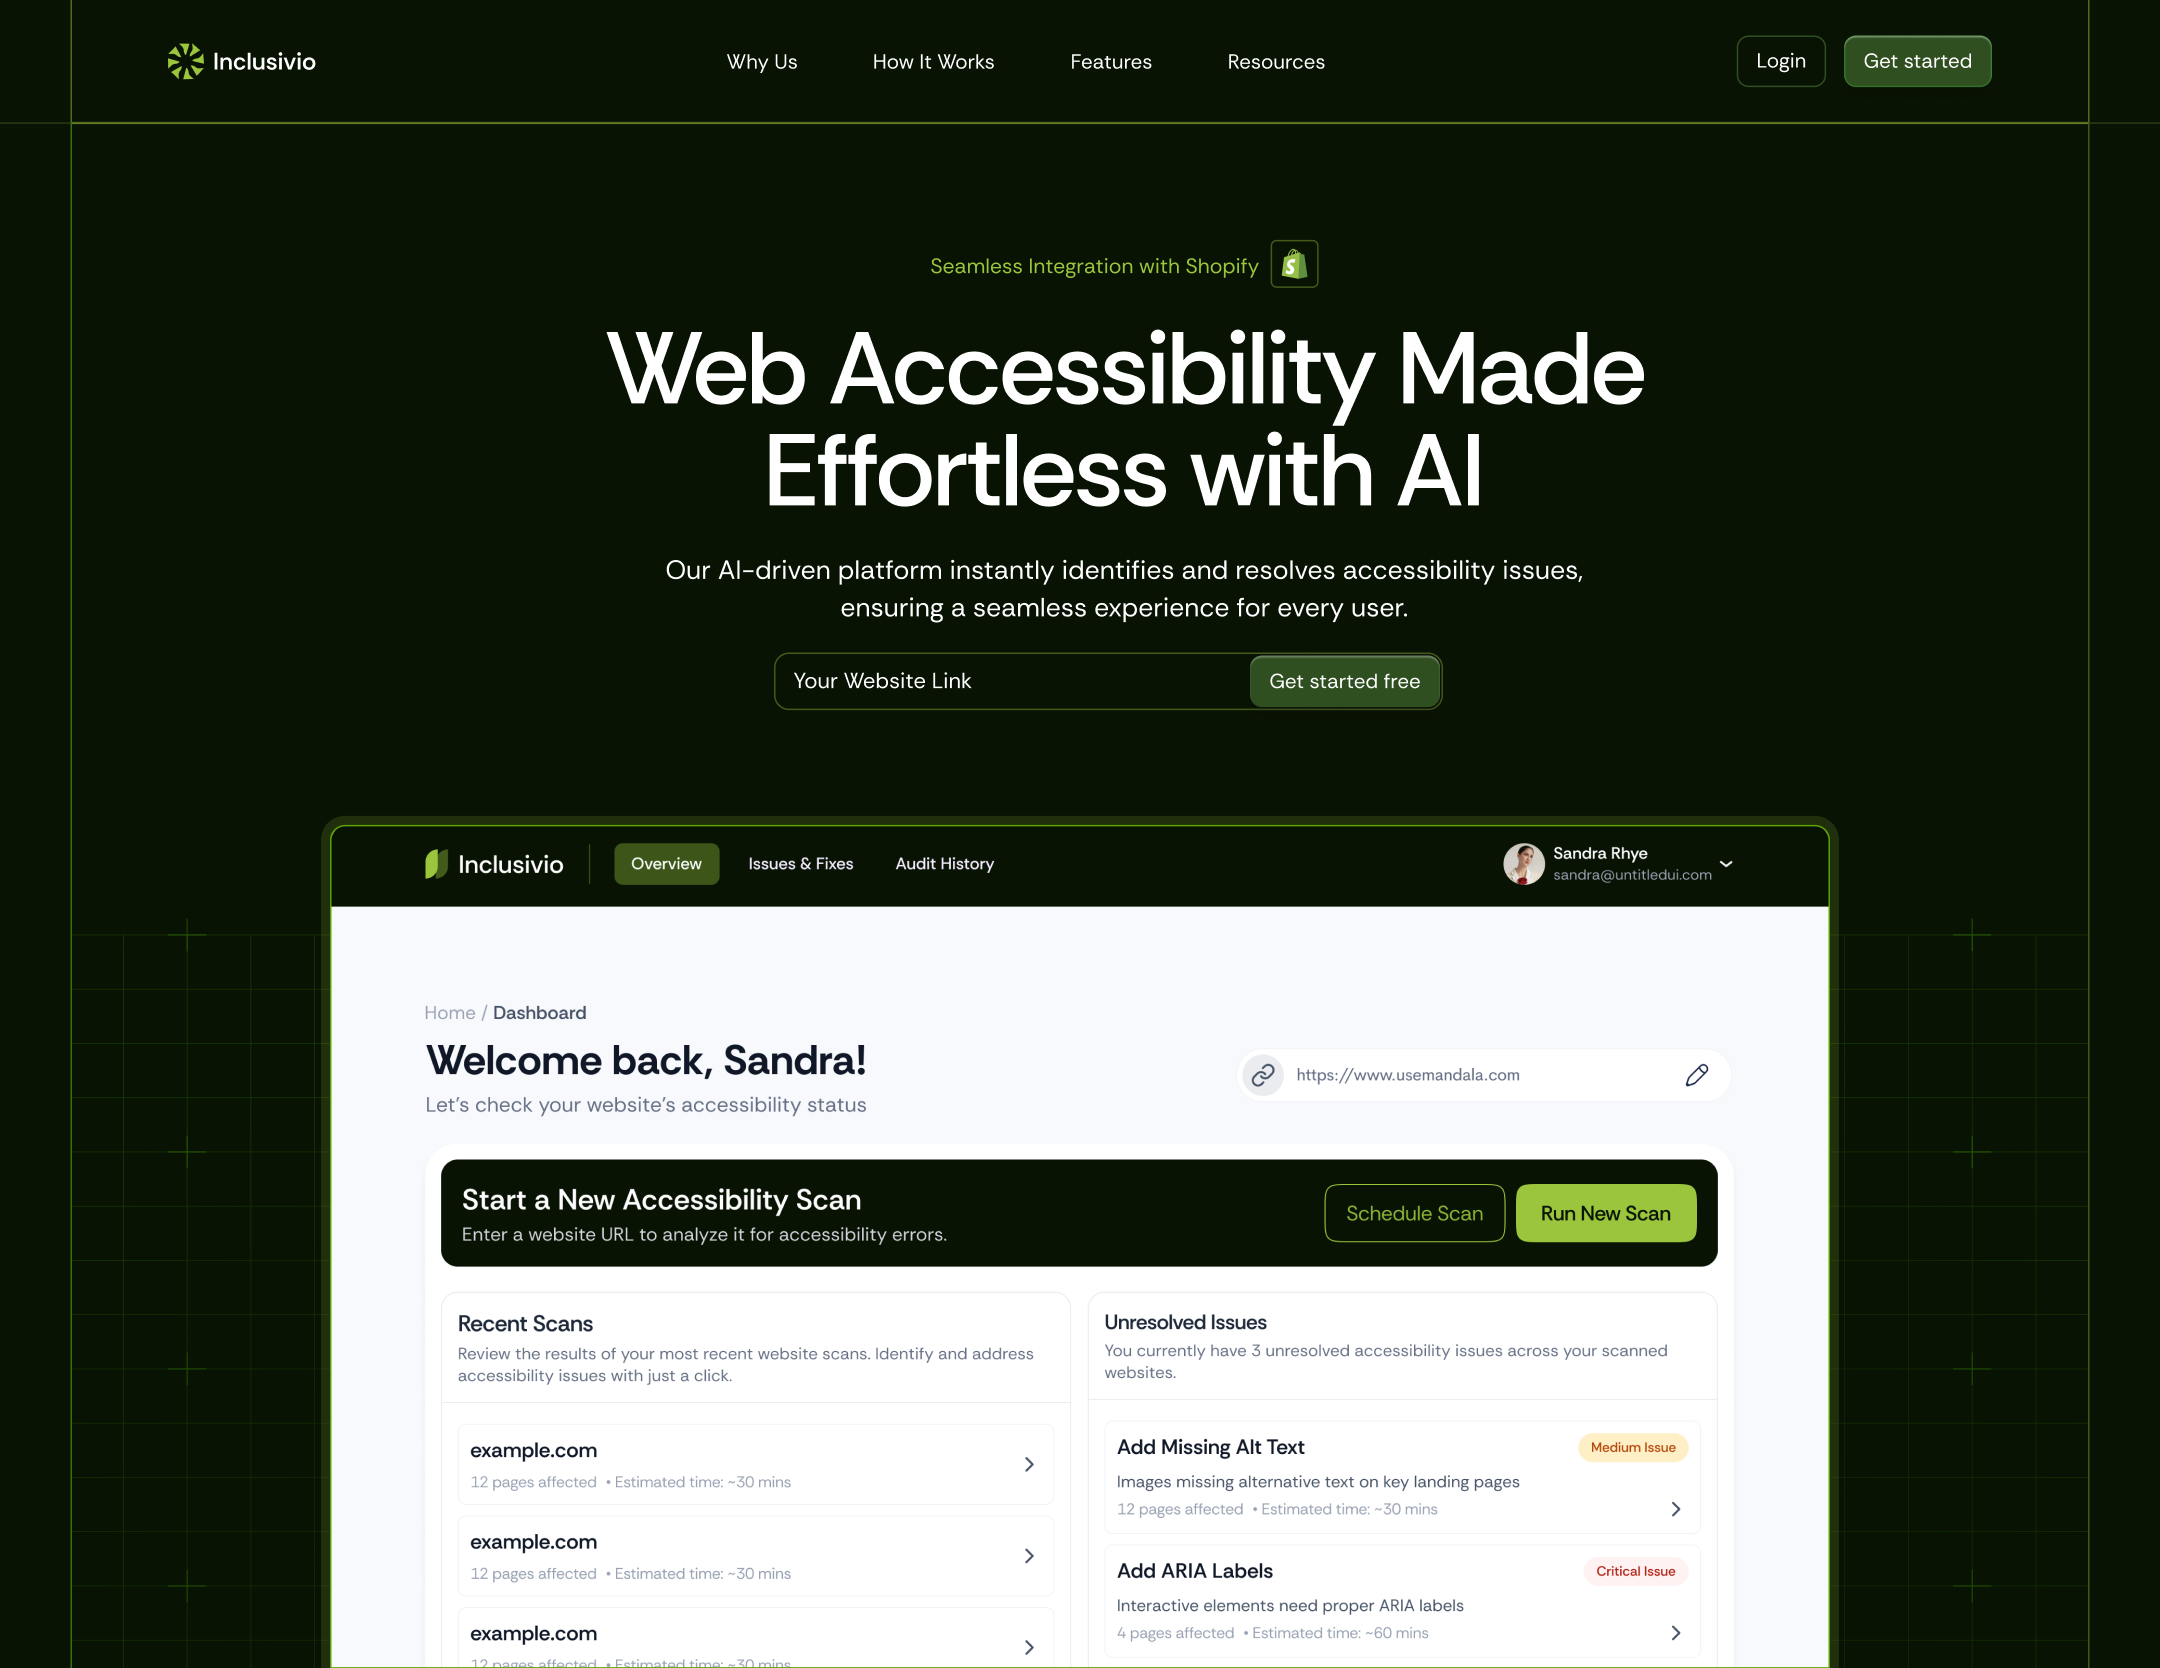 Inclusivio
Why Us
How It Works
Features
Resources
Login
Get started
Seamless Integration with Shopify
Web Accessibility Made
Effortless with AI
Our AI-driven platform instantly identifies and resolves accessibility issues,
ensuring a seamless experience for every user.
Your Website Link
Get started free
Inclusivio
Overview
Issues & Fixes
Audit History
Sandra Rhye
sandra@untitledui.com
Home / Dashboard
Welcome back, Sandra!
Let's check your website's accessibility status
https://www.usemandala.com
Start a New Accessibility Scan
Enter a website URL to analyze it for accessibility errors.
Schedule Scan
Run New Scan
Recent Scans
Review the results of your most recent website scans. Identify and address
accessibility issues with just a click.
example.com
12 pages affected • Estimated time: ~30 mins
example.com
12 pages affected • Estimated time: ~30 mins
example.com
12 pages affected • Estimated time: ~30 mins
Unresolved Issues
You currently have 3 unresolved accessibility issues across your scanned
websites.
Add Missing Alt Text
Medium Issue
Images missing alternative text on key landing pages
12 pages affected • Estimated time: ~30 mins
Add ARIA Labels
Critical Issue
Interactive elements need proper ARIA labels
4 pages affected • Estimated time: ~60 mins